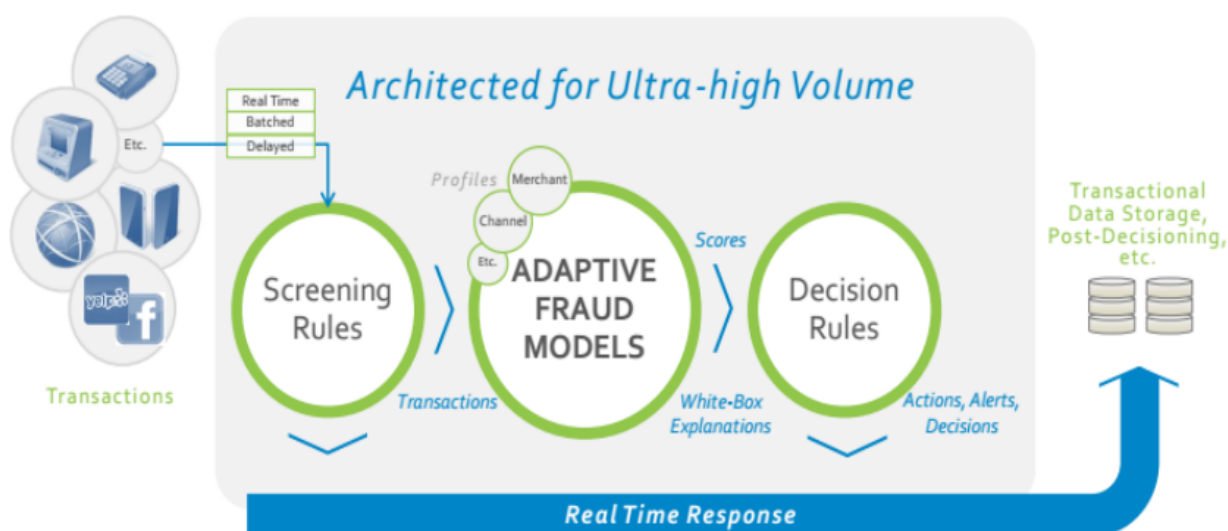 Architected for Ultra-high Volume
Real Time
Batched
Delayed
Etc.
yelp
f
Transactions
Profiles
Merchant
Channel
Etc.
Screening
Rules
Transactions
ADAPTIVE
FRAUD
MODELS
Scores
White-Box
Explanations
Decision
Rules
Actions, Alerts,
Decisions
Transactional
Data Storage,
Post-Decisioning,
etc.
Real Time Response